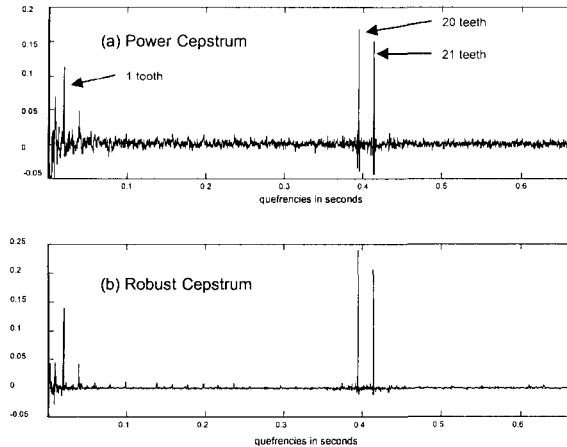 0.2
(a) Power Cepstrum
20 teeth
0.15
21 teeth
0.10
1 tooth
0.05
0
-0.05
0.1 0.2 0.3 0.4 0.5 0.6
quefrencies in seconds
0.25
0.20
(b) Robust Cepstrum
0.15
0.10
0.05
0
-0.05
0.1 0.2 0.3 0.4 0.5 0.6
quefrencies in seconds